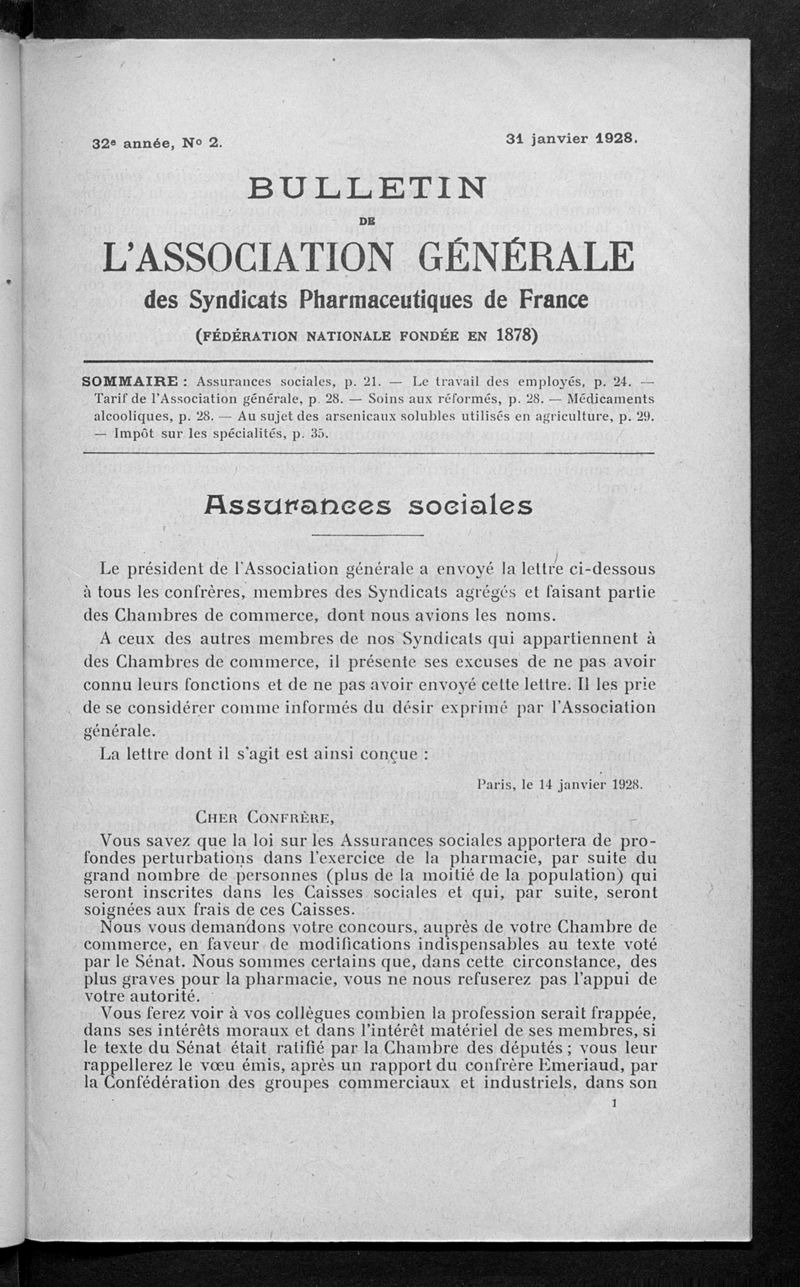 32e année, No 2.
31 janvier 1928.
BULLETIN
DE
L'ASSOCIATION GÉNÉRALE
des Syndicats Pharmaceutiques de France
(FÉDÉRATION NATIONALE FONDÉE EN 1878)
SOMMAIRE : Assurances sociales, p. 21. — Le travail des employés, p. 24. —
Tarif de l'Association générale, p. 28. — Soins aux réformés, p. 28. — Médicaments
alcooliques, p. 28. — Au sujet des arsenicaux solubles utilisés en agriculture, p. 29.
— Impôt sur les spécialités, p. 35.
Assurances sociales
Le président de l'Association générale a envoyé la lettre ci-dessous
à tous les confrères, membres des Syndicats agrégés et faisant partie
des Chambres de commerce, dont nous avions les noms.
A ceux des autres membres de nos Syndicats qui appartiennent à
des Chambres de commerce, il présente ses excuses de ne pas avoir
connu leurs fonctions et de ne pas avoir envoyé cette lettre. Il les prie
de se considérer comme informés du désir exprimé par l'Association
générale.
La lettre dont il s'agit est ainsi conçue :
Paris, le 14 janvier 1928.
CHER CONFRÈRE,
Vous savez que la loi sur les Assurances sociales apportera de pro-
fondes perturbations dans l'exercice de la pharmacie, par suite du
grand nombre de personnes (plus de la moitié de la population) qui
seront inscrites dans les Caisses sociales et qui, par suite, seront
soignées aux frais de ces Caisses.
Nous vous demandons votre concours, auprès de votre Chambre de
commerce, en faveur de modifications indispensables au texte voté
par le Sénat. Nous sommes certains que, dans cette circonstance, des
plus graves pour la pharmacie, vous ne nous refuserez pas l'appui de
votre autorité.
Vous ferez voir à vos collègues combien la profession serait frappée,
dans ses intérêts moraux et dans l'intérêt matériel de ses membres, si
le texte du Sénat était ratifié par la Chambre des députés ; vous leur
rappellerez le vœu émis, après un rapport du confrère Emeriaud, par
la Confédération des groupes commerciaux et industriels, dans son
1